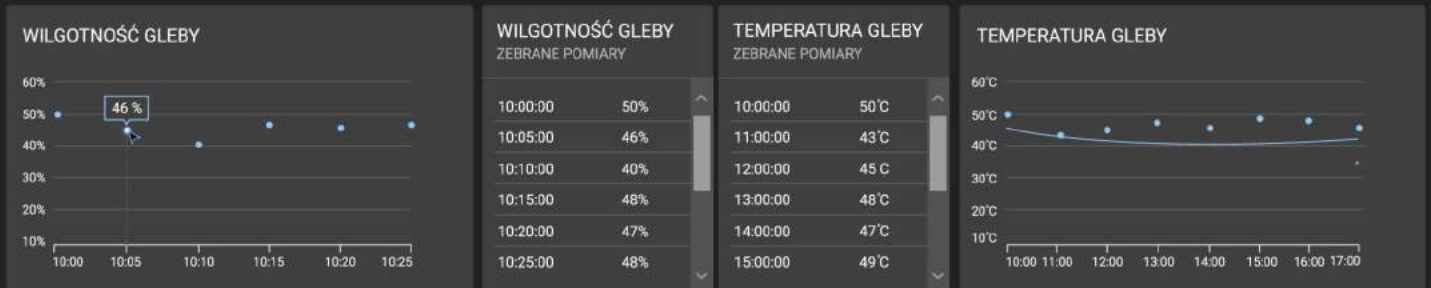 WILGOTNOŚĆ GLEBY
60%
50%
46 %
40%
30%
20%
10%
10:00 10:05 10:10 10:15 10:20 10:25
WILGOTNOŚĆ GLEBY
ZEBRANE POMIARY
10:00:00 50%
10:05:00 46%
10:10:00 40%
10:15:00 48%
10:20:00 47%
10:25:00 48%
TEMPERATURA GLEBY
ZEBRANE POMIARY
10:00:00 50°C
11:00:00 43°C
12:00:00 45 C
13:00:00 48°C
14:00:00 47°C
15:00:00 49°C
TEMPERATURA GLEBY
60°C
50°C
40°C
30°C
20°C
10°C
10:00 11:00 12:00 13:00 14:00 15:00 16:00 17:00